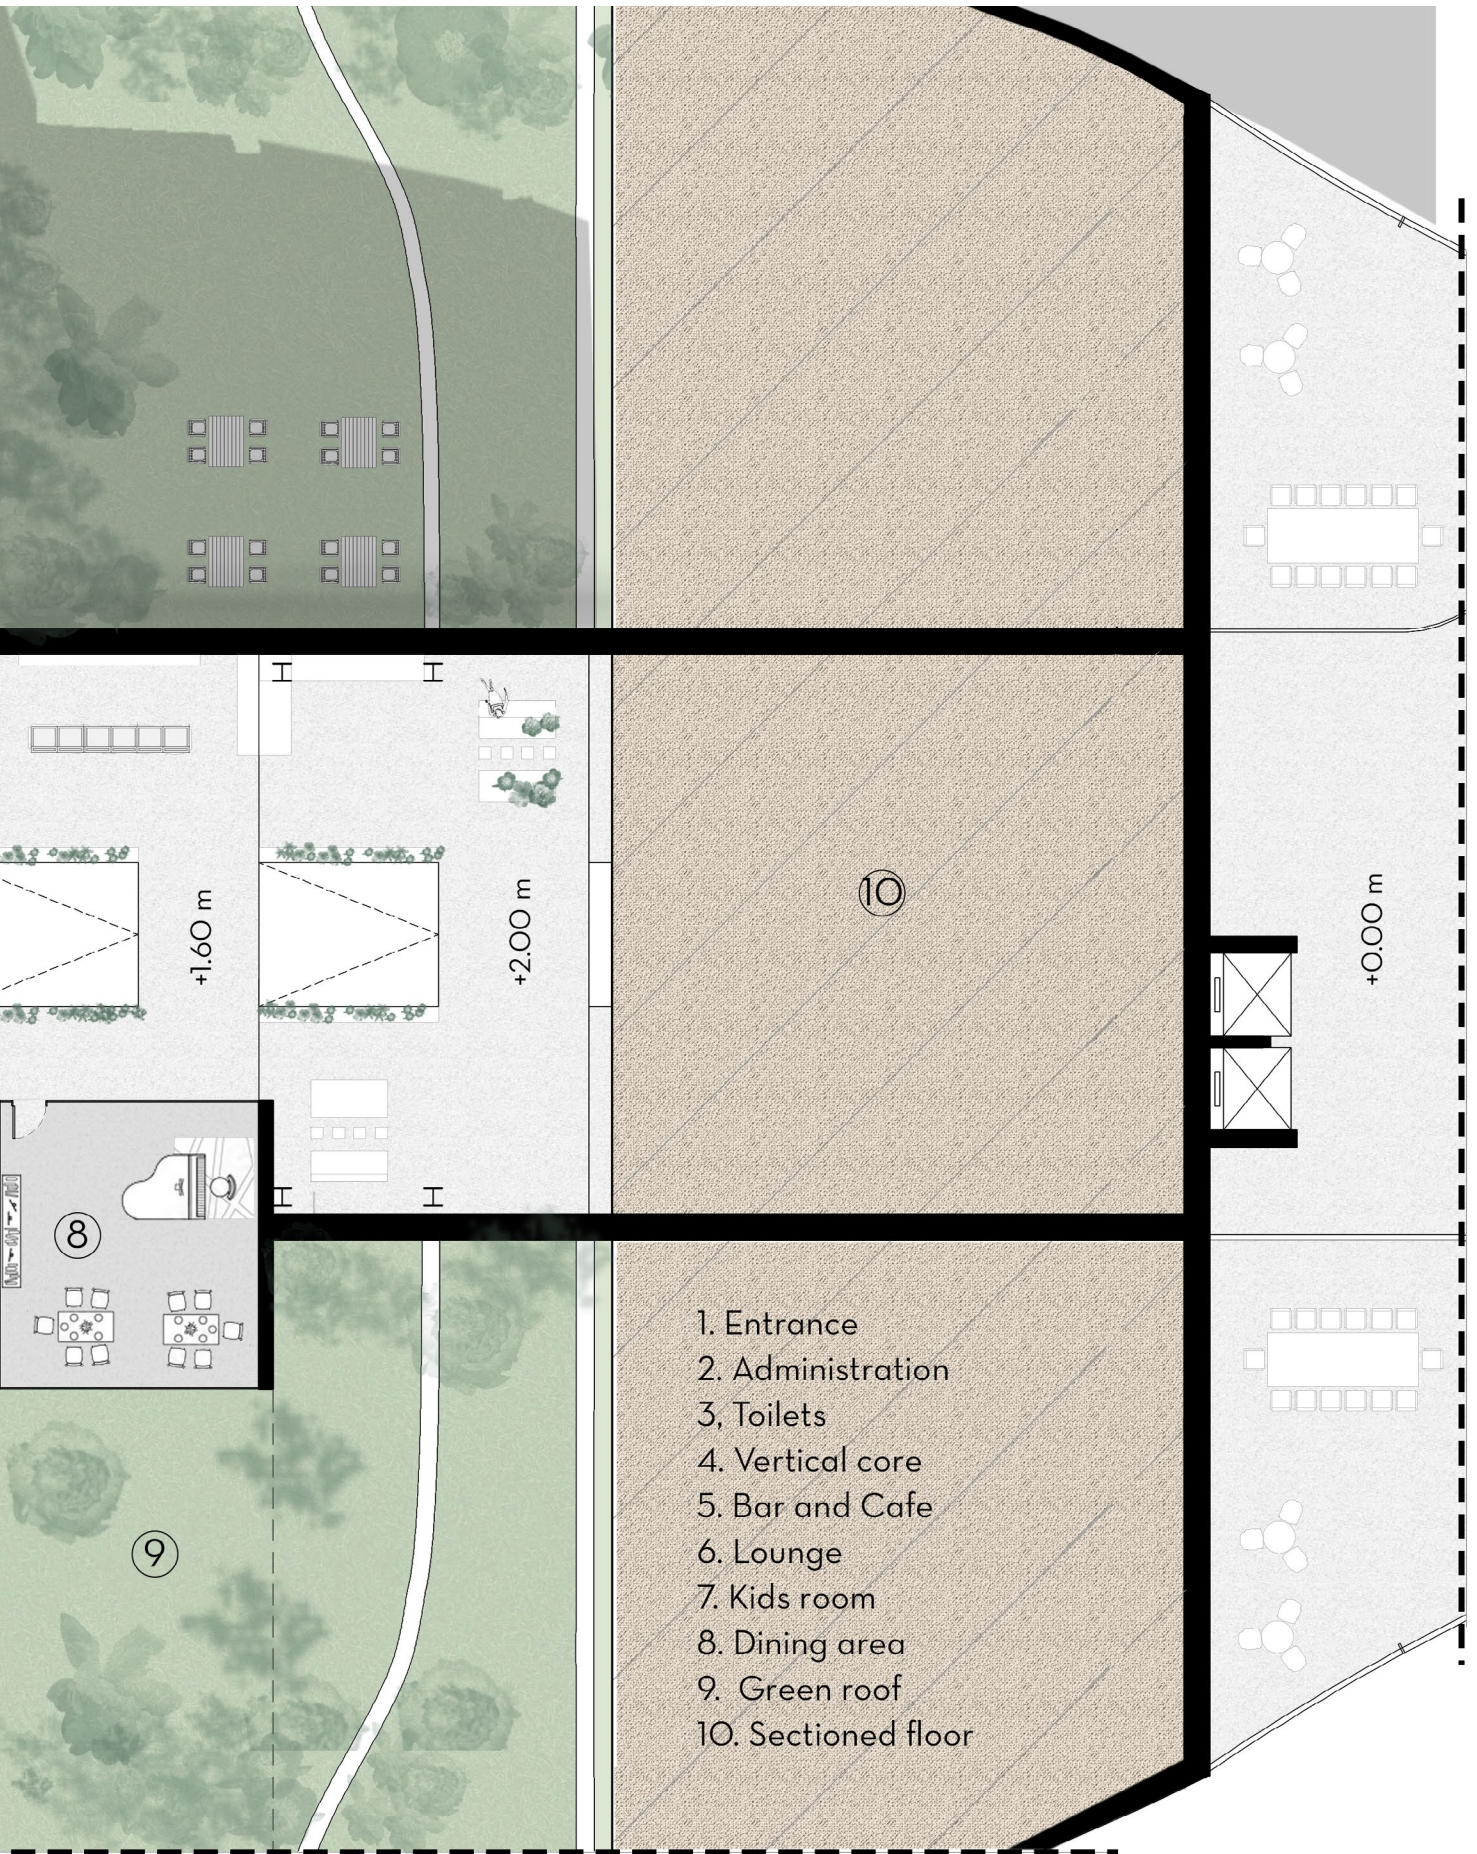 +1.60 m
+2.00 m
10
+0.00 m
8
9
1. Entrance
2. Administration
3, Toilets
4. Vertical core
5. Bar and Cafe
6. Lounge
7. Kids room
8. Dining area
9. Green roof
10. Sectioned floor